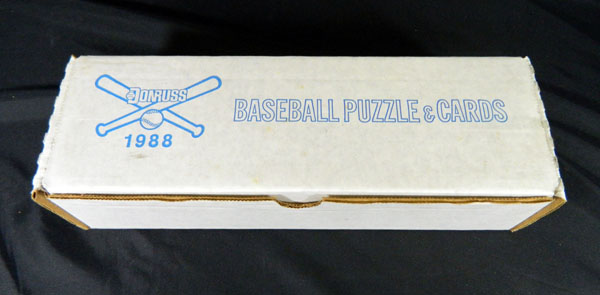 DONRUSS
1988
BASEBALL PUZZLE & CARDS